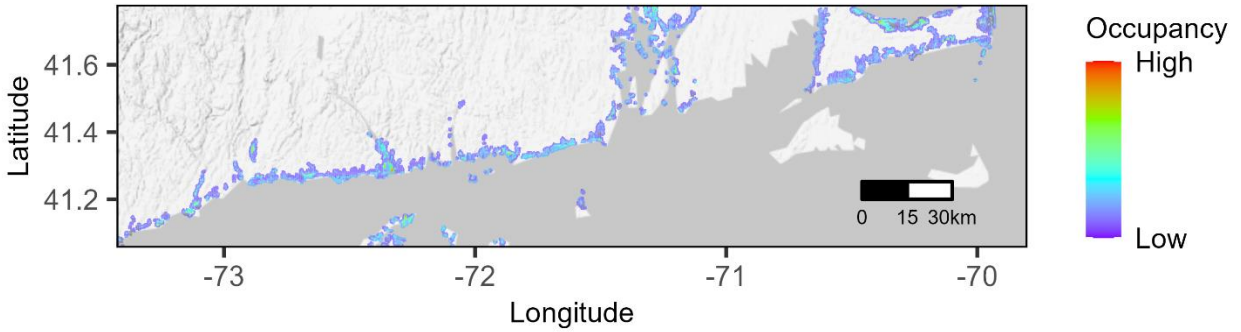 Occupancy
High
Low
Latitude
41.6
41.4
41.2
0 15 30km
-73 -72 -71 -70
Longitude